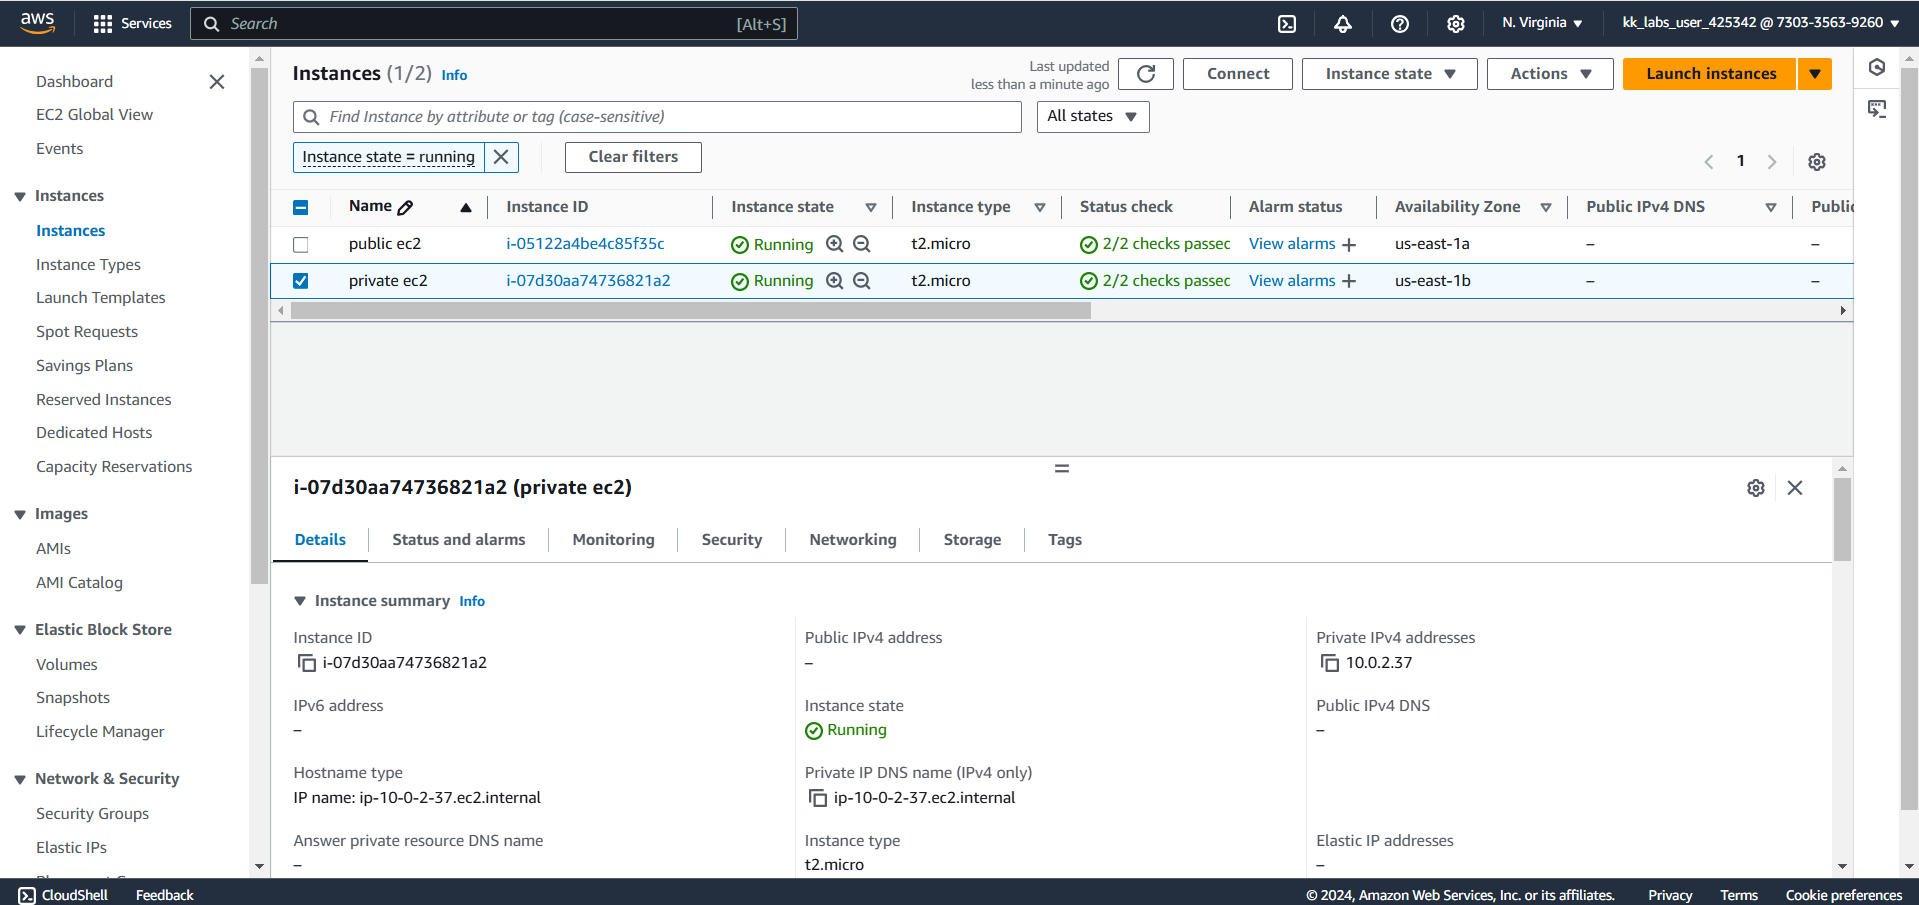 aws
Services
Search
[Alt+S]
N. Virginia
kk_labs_user_425342 @ 7303-3563-9260
Dashboard
EC2 Global View
Events
Instances
Instances
Instance Types
Launch Templates
Spot Requests
Savings Plans
Reserved Instances
Dedicated Hosts
Capacity Reservations
Images
AMIs
AMI Catalog
Elastic Block Store
Volumes
Snapshots
Lifecycle Manager
Network & Security
Security Groups
Elastic IPs
Instances (1/2) Info
Last updated
less than a minute ago
Connect
Instance state
Actions
Launch instances
Find Instance by attribute or tag (case-sensitive)
All states
Instance state = running
Clear filters
1
Name Instance ID Instance state Instance type Status check Alarm status Availability Zone Public IPv4 DNS Public
public ec2 i-05122a4be4c85f35c Running t2.micro 2/2 checks passed View alarms + us-east-1a – –
private ec2 i-07d30aa74736821a2 Running t2.micro 2/2 checks passed View alarms + us-east-1b – –
i-07d30aa74736821a2 (private ec2)
Details Status and alarms Monitoring Security Networking Storage Tags
Instance summary Info
Instance ID
i-07d30aa74736821a2
Public IPv4 address
–
Private IPv4 addresses
10.0.2.37
IPv6 address
–
Instance state
Running
Public IPv4 DNS
–
Hostname type
IP name: ip-10-0-2-37.ec2.internal
Private IP DNS name (IPv4 only)
ip-10-0-2-37.ec2.internal
Answer private resource DNS name
–
Instance type
t2.micro
Elastic IP addresses
–
CloudShell
Feedback
© 2024, Amazon Web Services, Inc. or its affiliates.
Privacy
Terms
Cookie preferences